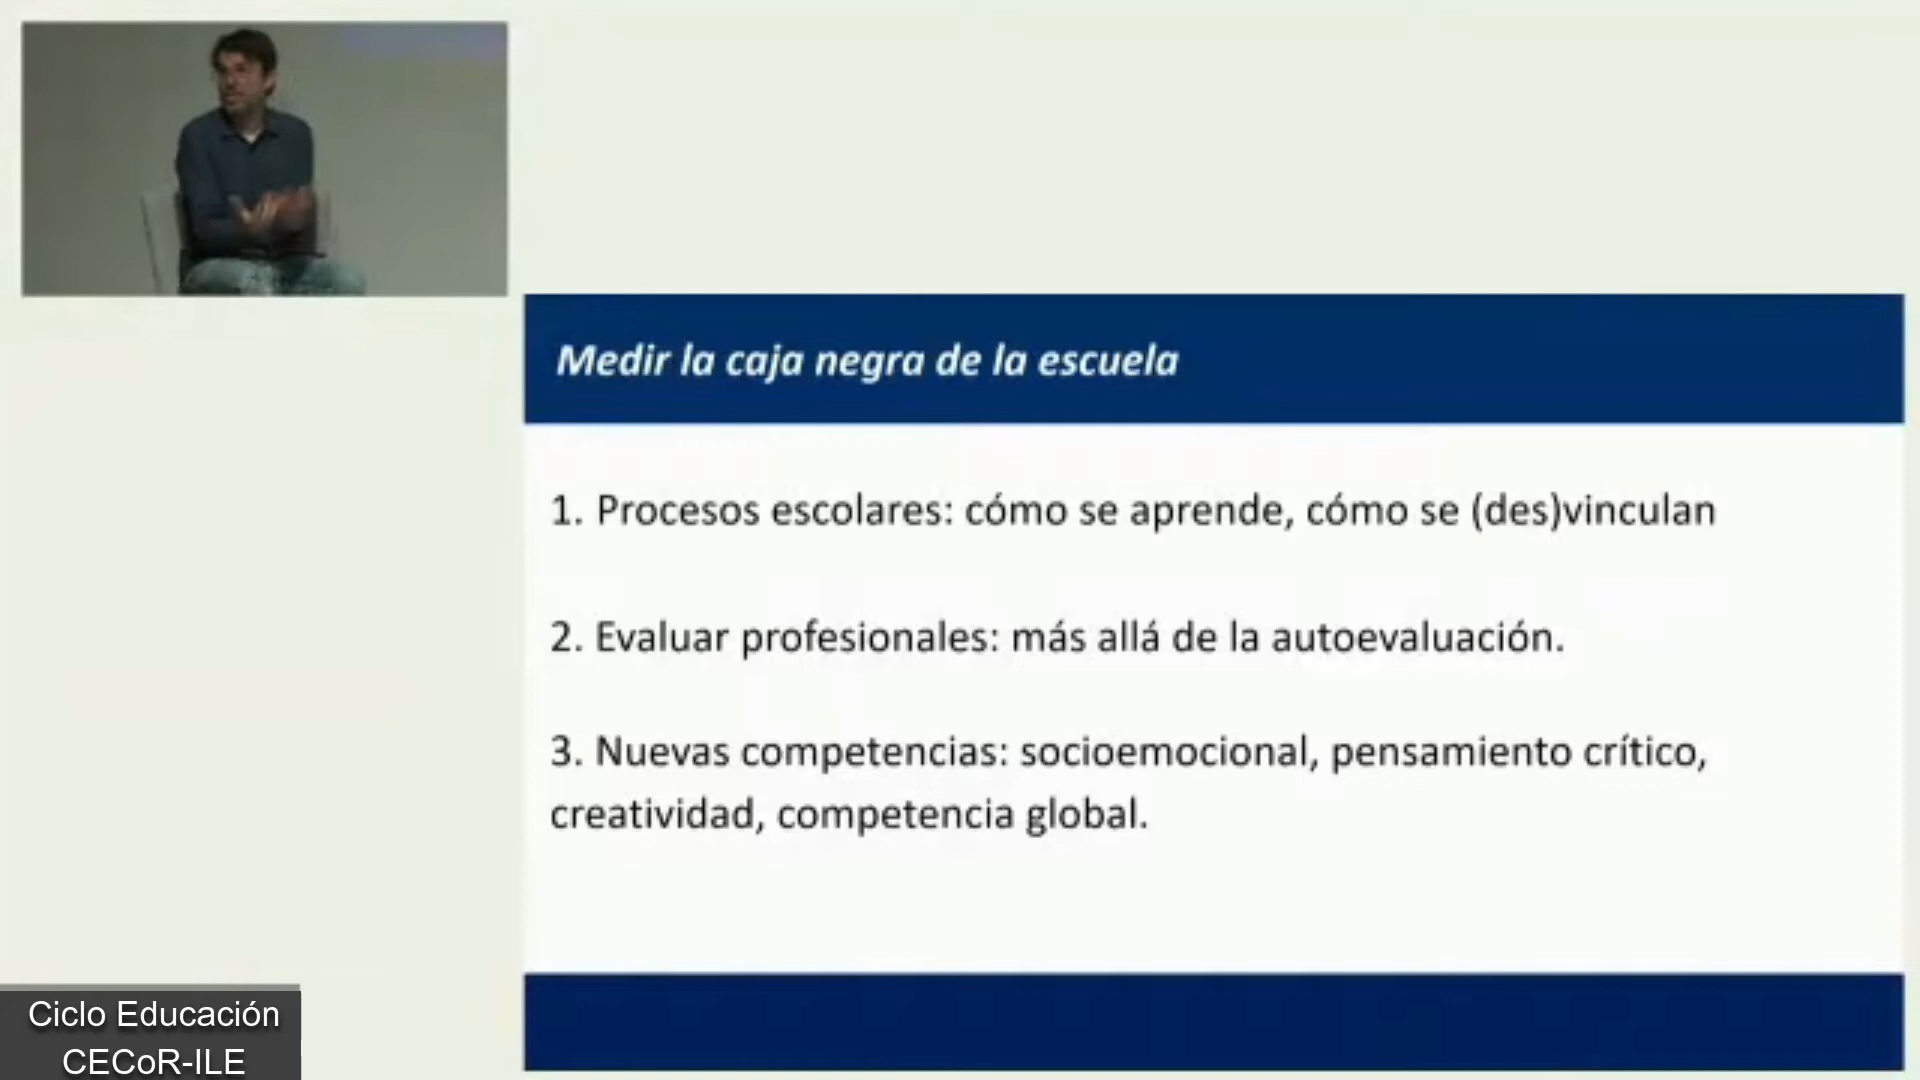 Medir la caja negra de la escuela
1. Procesos escolares: cómo se aprende, cómo se (des)vinculan
2. Evaluar profesionales: más allá de la autoevaluación.
3. Nuevas competencias: socioemocional, pensamiento crítico,
creatividad, competencia global.
Ciclo Educación
CECoR-ILE